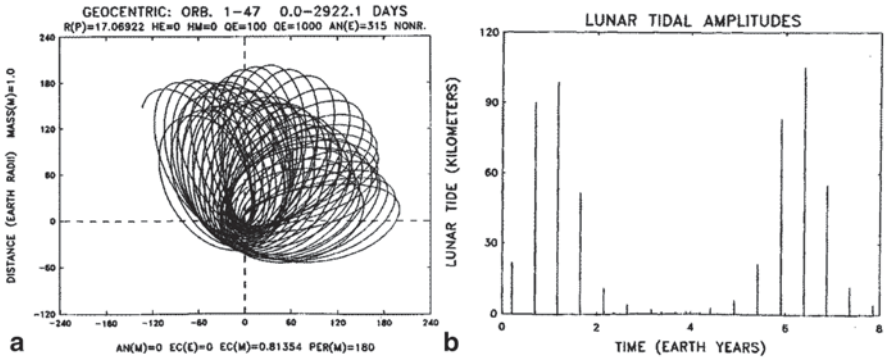 GEOCENTRIC: ORB. 1-47 0.0-2922.1 DAYS
R(P)=17.06922 HE=0 HM=0 QE=100 QE=1000 AN(E)=315 NONR.
DISTANCE (EARTH RADII) MASS(M)=1.0
240
180
120
60
0
-60
-120
-240 -180 -120 -60 0 60 120 180 240
AN(M)=0 EC(E)=0 EC(M)=0.81354 PER(M)=180
a
LUNAR TIDAL AMPLITUDES
LUNAR TIDE (KILOMETERS)
120
90
60
30
0
0 2 4 6 8
TIME (EARTH YEARS)
b